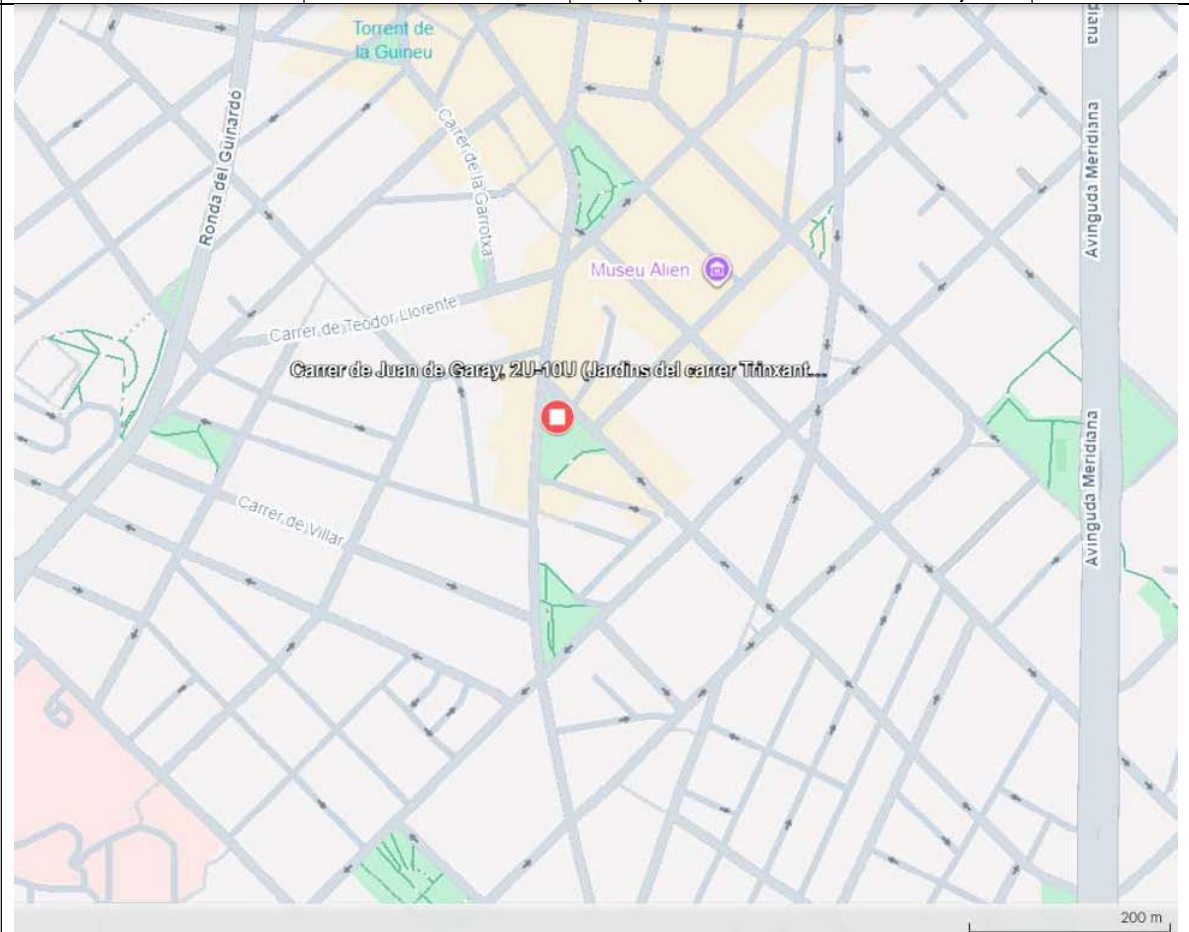 Torrent de
la Guineu
Ronda del Guinardó
Carrer de la Garrotxa
Avinguda Meridiana
Museu Alien
Carrer de Teodor Llorente
Carrer de Juan de Garay, 2U-10U (Jardins del carrer Trinxant...
Avinguda Meridiana
Carrer de Villar
200 m